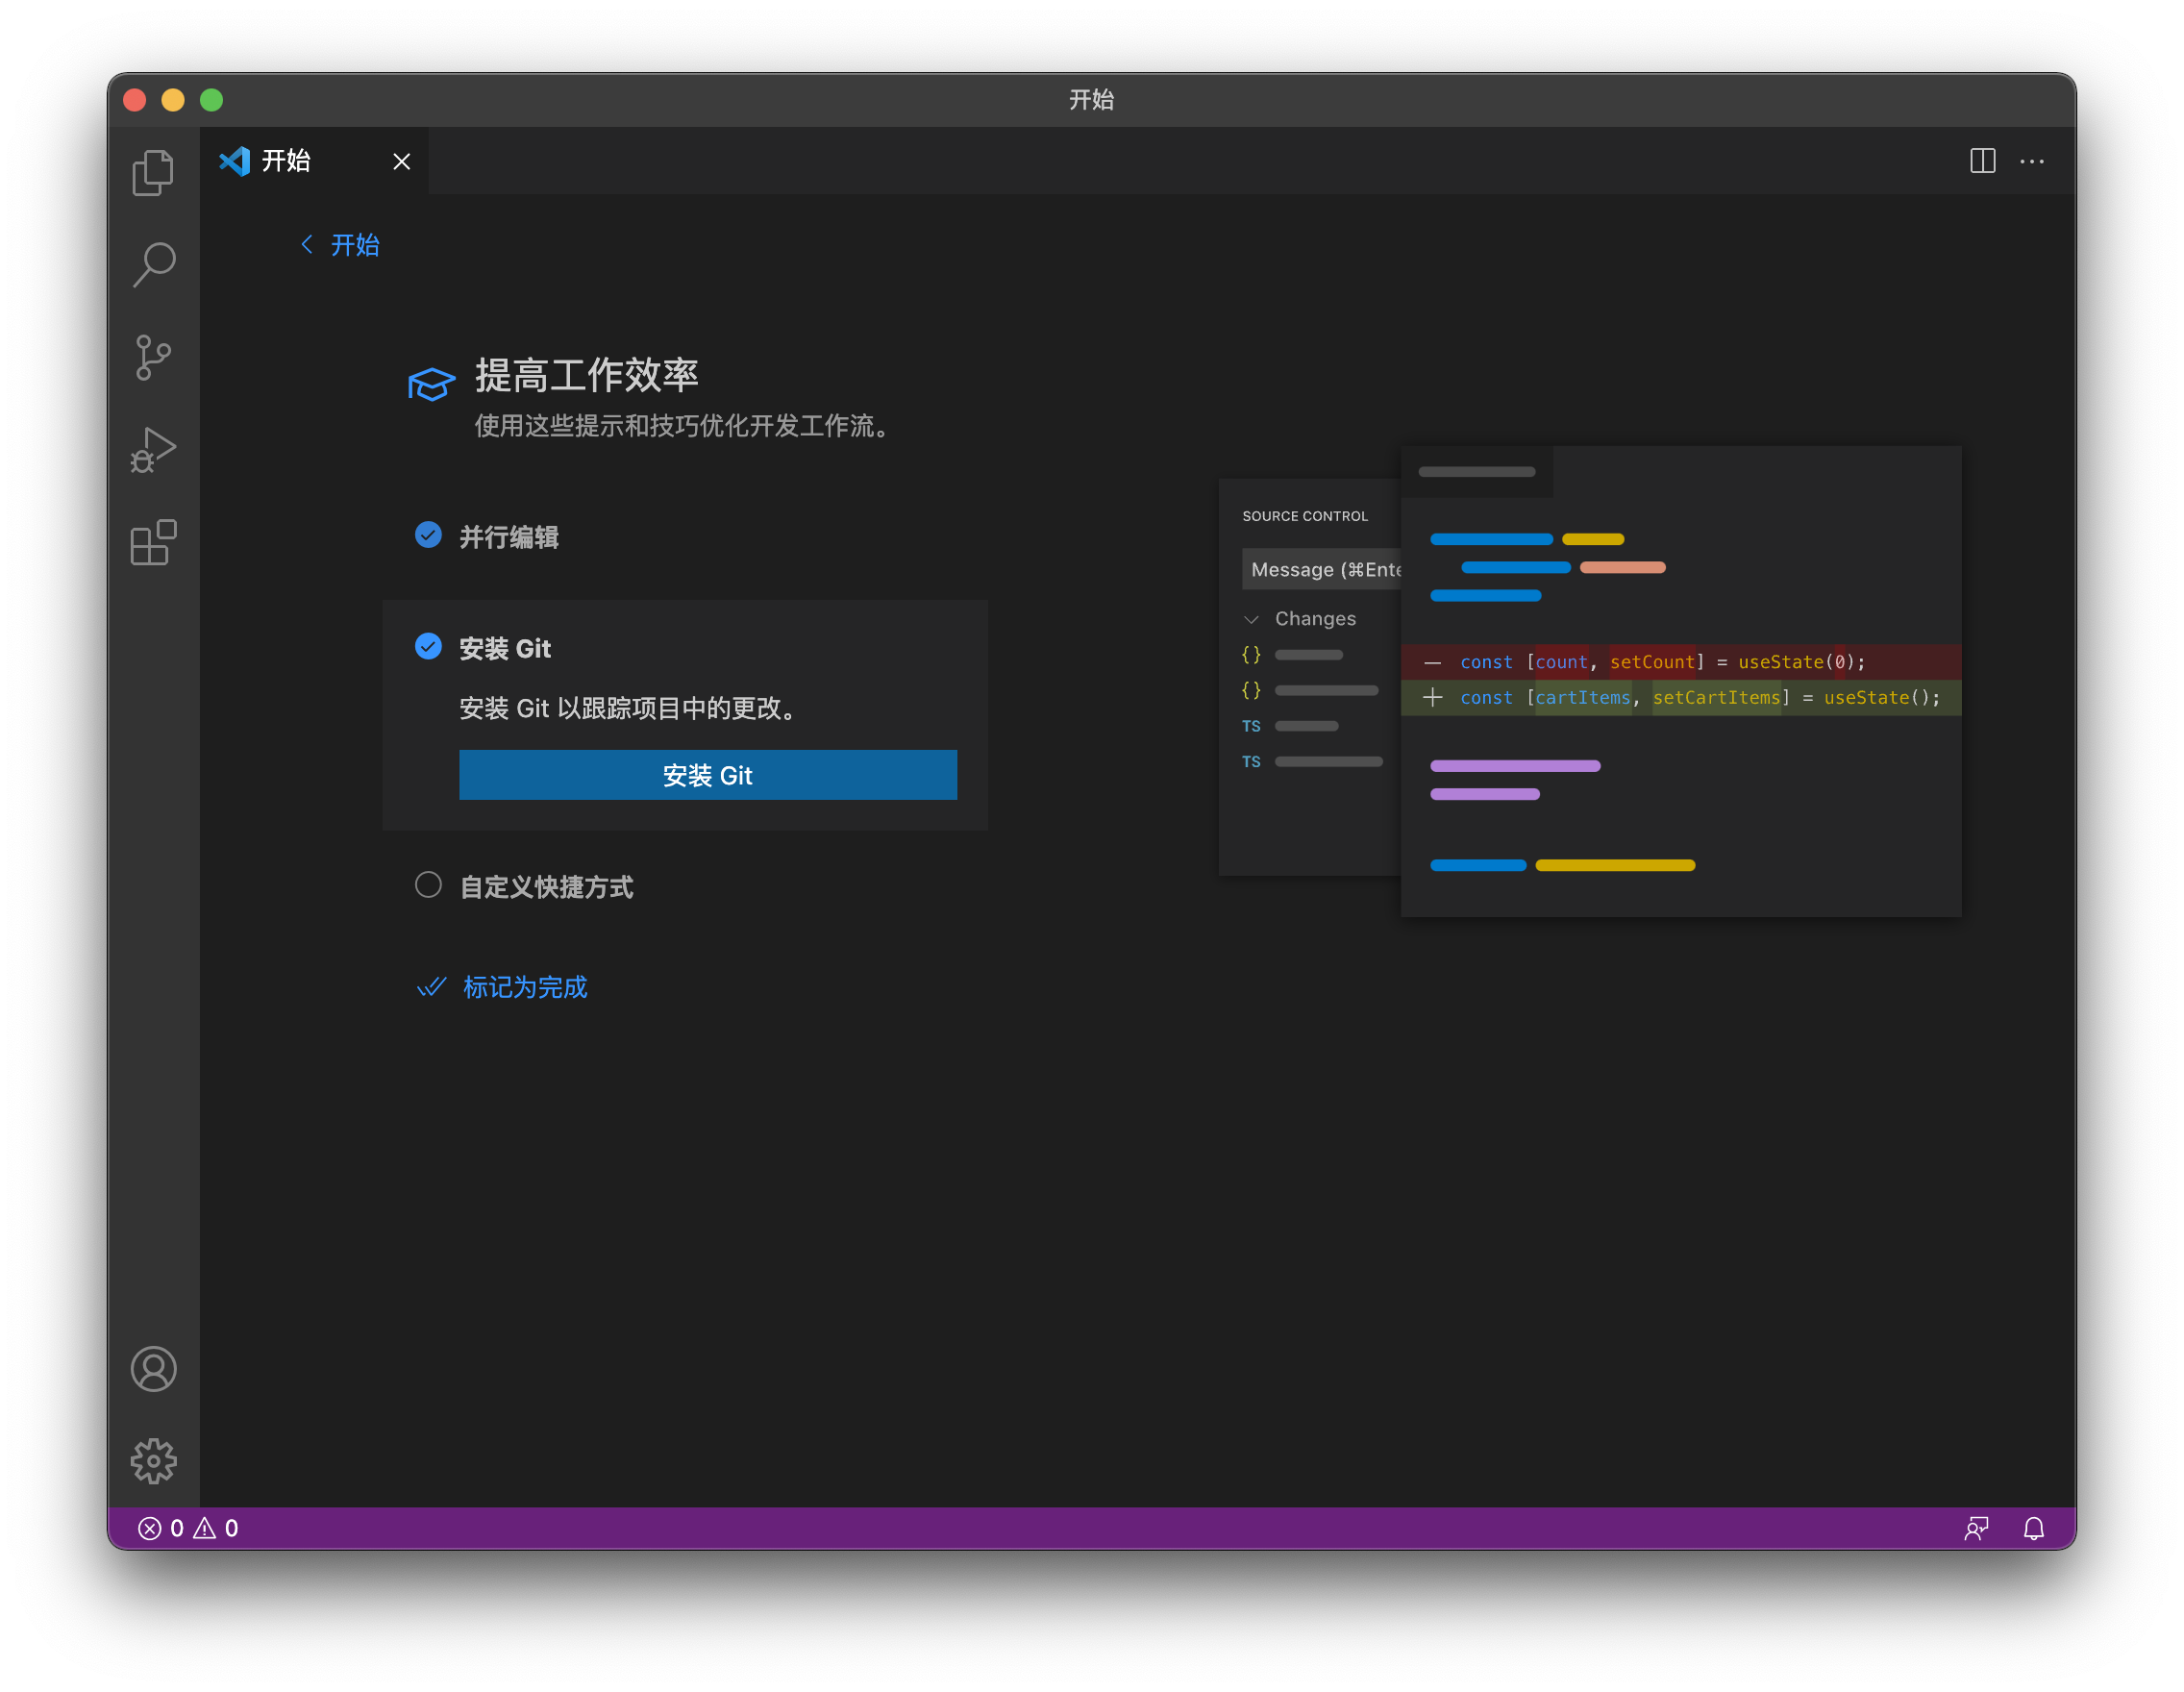 开始
开始
开始
提高工作效率
使用这些提示和技巧优化开发工作流。
并行编辑
安装 Git
安装 Git 以跟踪项目中的更改。
安装 Git
自定义快捷方式
标记为完成
SOURCE CONTROL
Message (⌘Ente
Changes
{}
{}
TS
TS
— const [count, setCount] = useState(0);
+ const [cartItems, setCartItems] = useState();
0 0